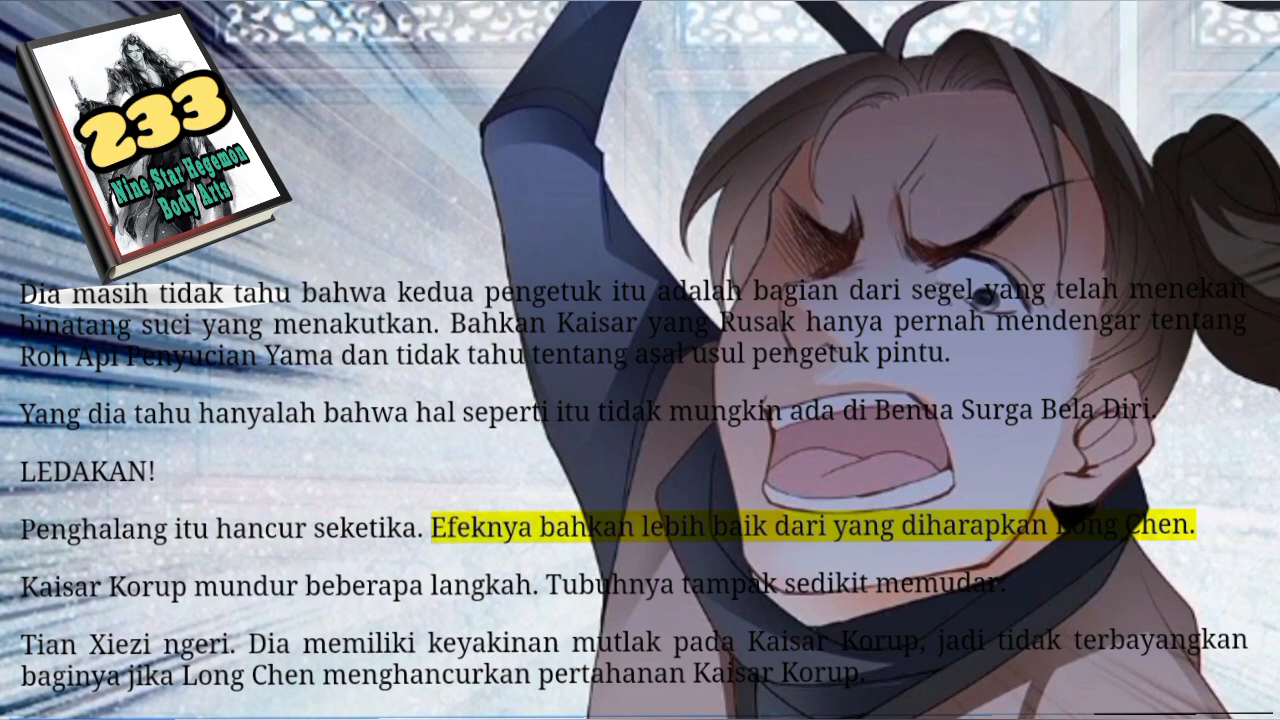 233
Nine Star Hegemon
Body Arts
Dia masih tidak tahu bahwa kedua pengetuk itu adalah bagian dari segel yang telah menekan
binatang suci yang menakutkan. Bahkan Kaisar yang Rusak hanya pernah mendengar tentang
Roh Api Penyucian Yama dan tidak tahu tentang asal usul pengetuk pintu.
Yang dia tahu hanyalah bahwa hal seperti itu tidak mungkin ada di Benua Surga Bela Diri.
LEDAKAN!
Penghalang itu hancur seketika. Efeknya bahkan lebih baik dari yang diharapkan Long Chen.
Kaisar Korup mundur beberapa langkah. Tubuhnya tampak sedikit memudar.
Tian Xiezi ngeri. Dia memiliki keyakinan mutlak pada Kaisar Korup, jadi tidak terbayangkan
baginya jika Long Chen menghancurkan pertahanan Kaisar Korup.